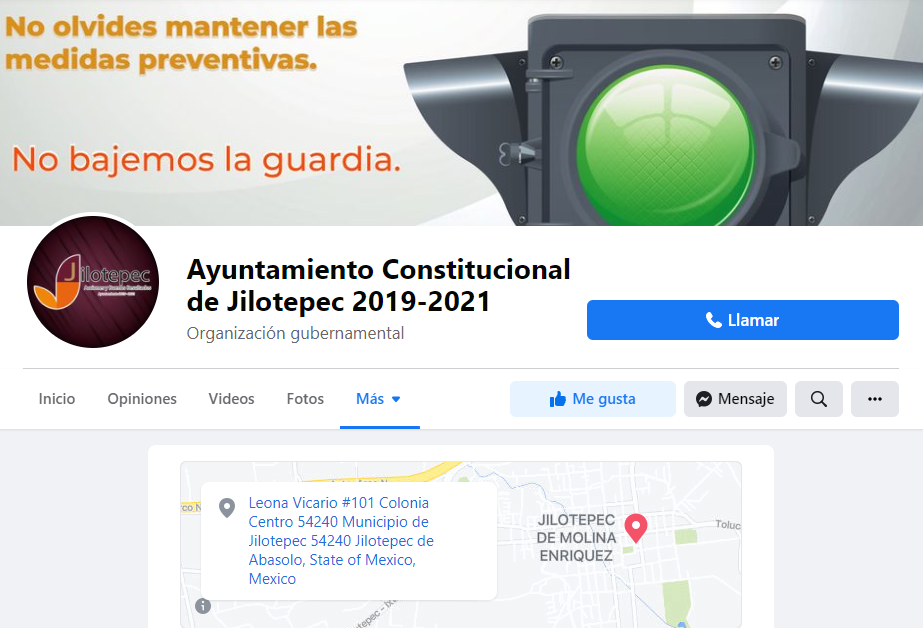 No olvides mantener las
medidas preventivas.
No bajemos la guardia.
Jilotepec
Ayuntamiento Constitucional
de Jilotepec 2019-2021
Organización gubernamental
Llamar
Inicio
Opiniones
Videos
Fotos
Más
Me gusta
Mensaje
Leona Vicario #101 Colonia
Centro 54240 Municipio de
Jilotepec 54240 Jilotepec de
Abasolo, State of Mexico,
Mexico
JILOTEPEC
DE MOLINA
ENRIQUEZ
Toluc